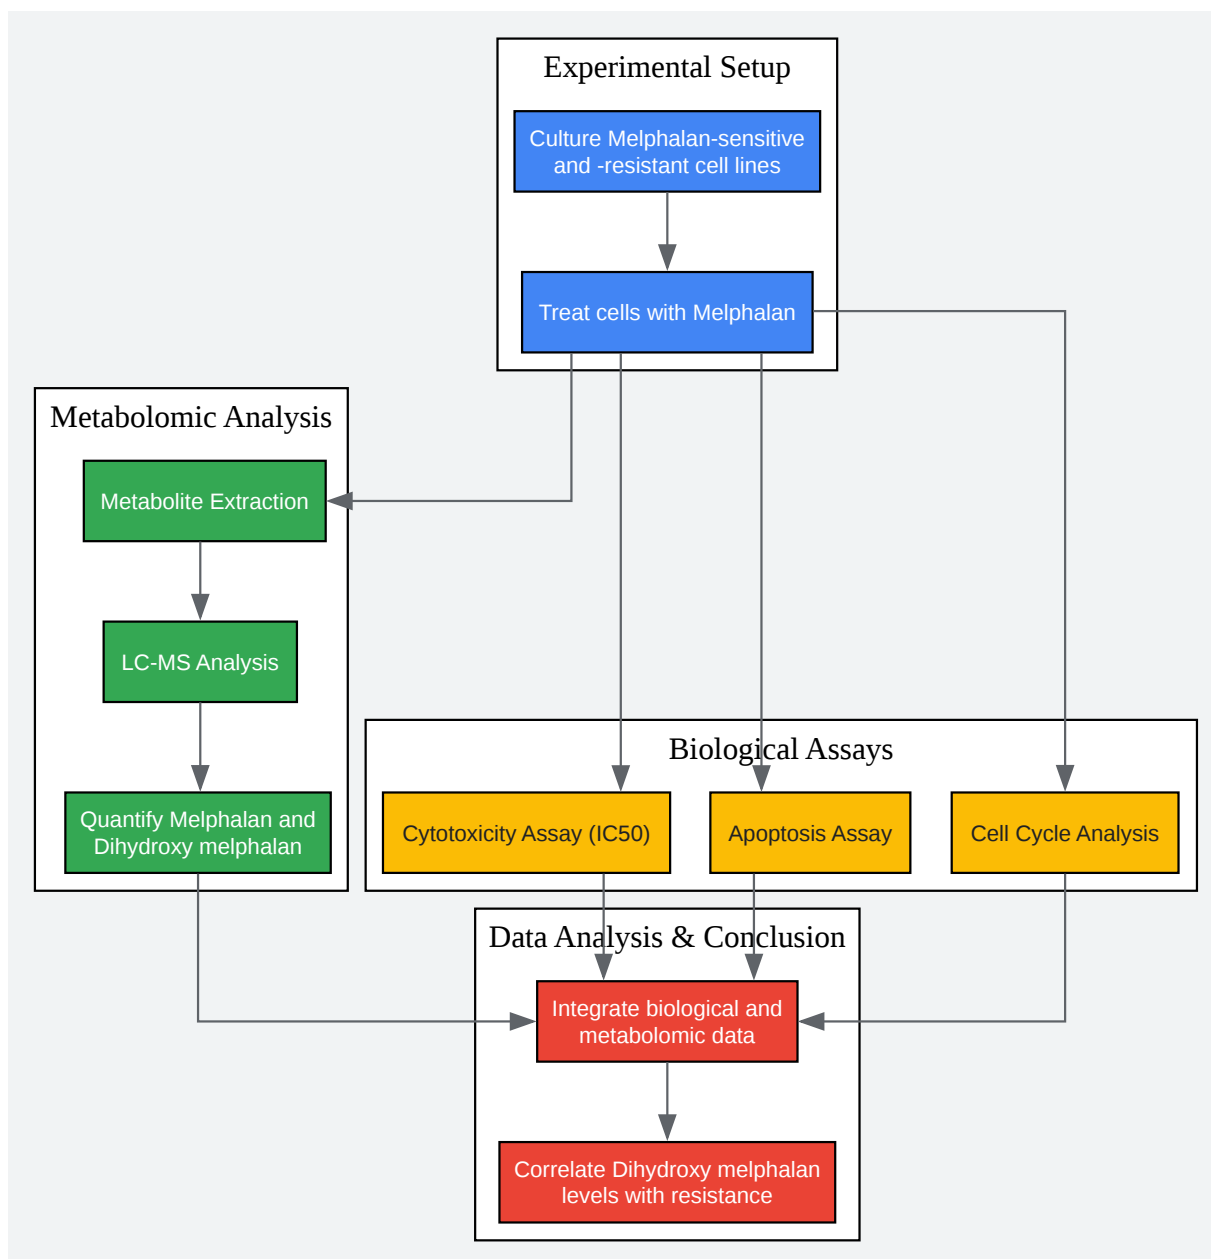 Experimental Setup
Culture Melphalan-sensitive
and -resistant cell lines
Treat cells with Melphalan
Metabolomic Analysis
Metabolite Extraction
LC-MS Analysis
Quantify Melphalan and
Dihydroxy melphalan
Biological Assays
Cytotoxicity Assay (IC50)
Apoptosis Assay
Cell Cycle Analysis
Data Analysis & Conclusion
Integrate biological and
metabolomic data
Correlate Dihydroxy melphalan
levels with resistance